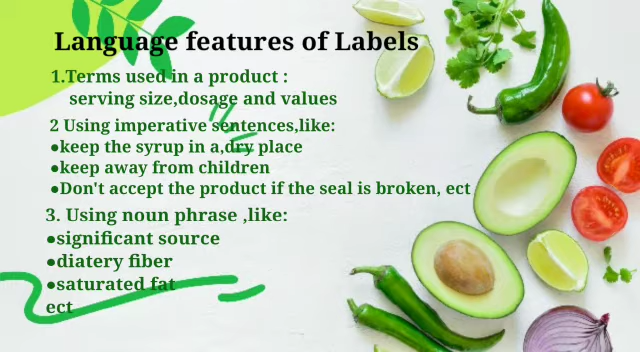 Language features of Labels
1.Terms used in a product :
serving size,dosage and values
2 Using imperative sentences,like:
●keep the syrup in a,dry place
●keep away from children
●Don't accept the product if the seal is broken, ect
3. Using noun phrase ,like:
●significant source
●diatery fiber
●saturated fat
ect